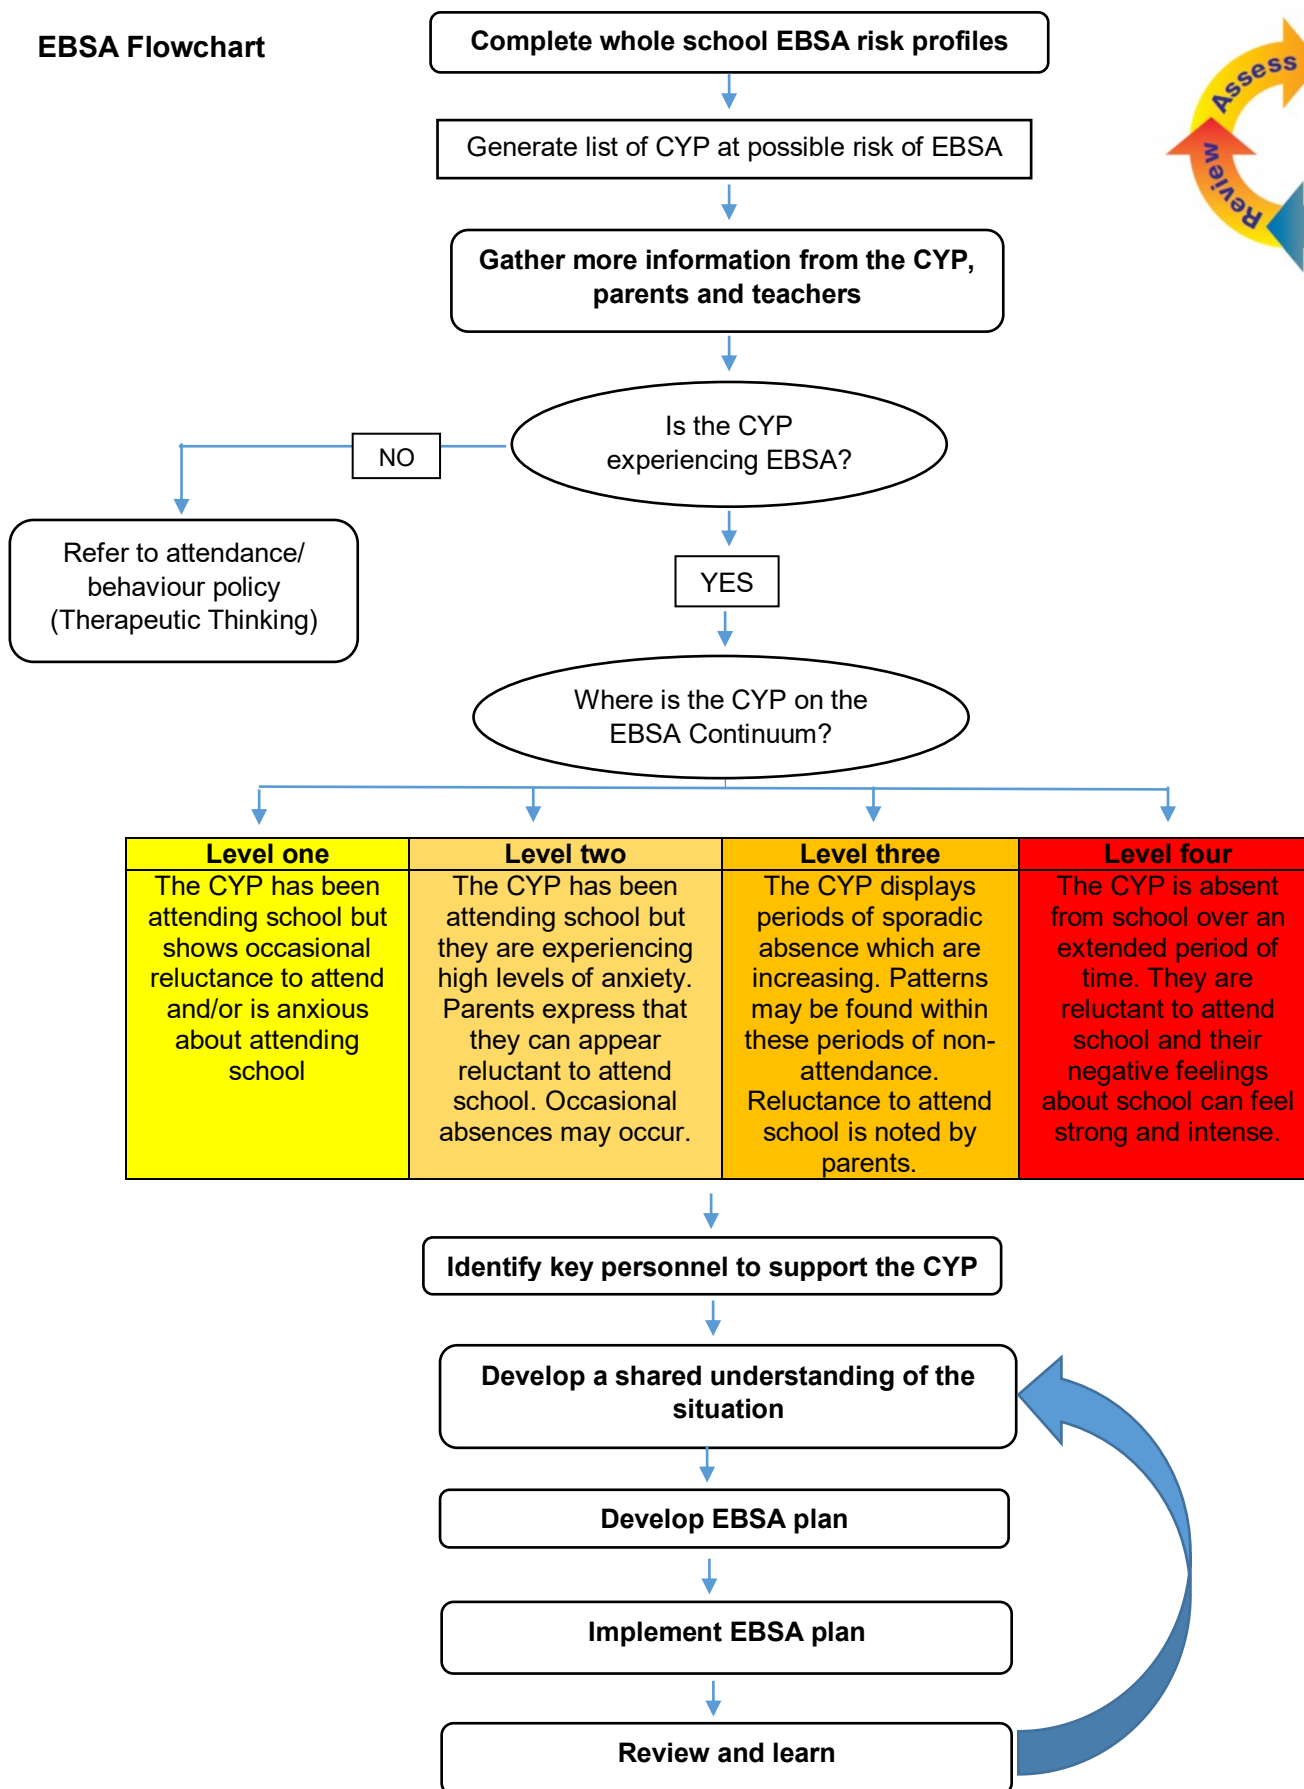 EBSA Flowchart
Complete whole school EBSA risk profiles
Assess
Review
Generate list of CYP at possible risk of EBSA
Gather more information from the CYP,
parents and teachers
Is the CYP
experiencing EBSA?
NO
Refer to attendance/
behaviour policy
(Therapeutic Thinking)
YES
Where is the CYP on the
EBSA Continuum?
Level one
The CYP has been
attending school but
shows occasional
reluctance to attend
and/or is anxious
about attending
school
Level two
The CYP has been
attending school but
they are experiencing
high levels of anxiety.
Parents express that
they can appear
reluctant to attend
school. Occasional
absences may occur.
Level three
The CYP displays
periods of sporadic
absence which are
increasing. Patterns
may be found within
these periods of non-
attendance.
Reluctance to attend
school is noted by
parents.
Level four
The CYP is absent
from school over an
extended period of
time. They are
reluctant to attend
school and their
negative feelings
about school can feel
strong and intense.
Identify key personnel to support the CYP
Develop a shared understanding of the
situation
Develop EBSA plan
Implement EBSA plan
Review and learn